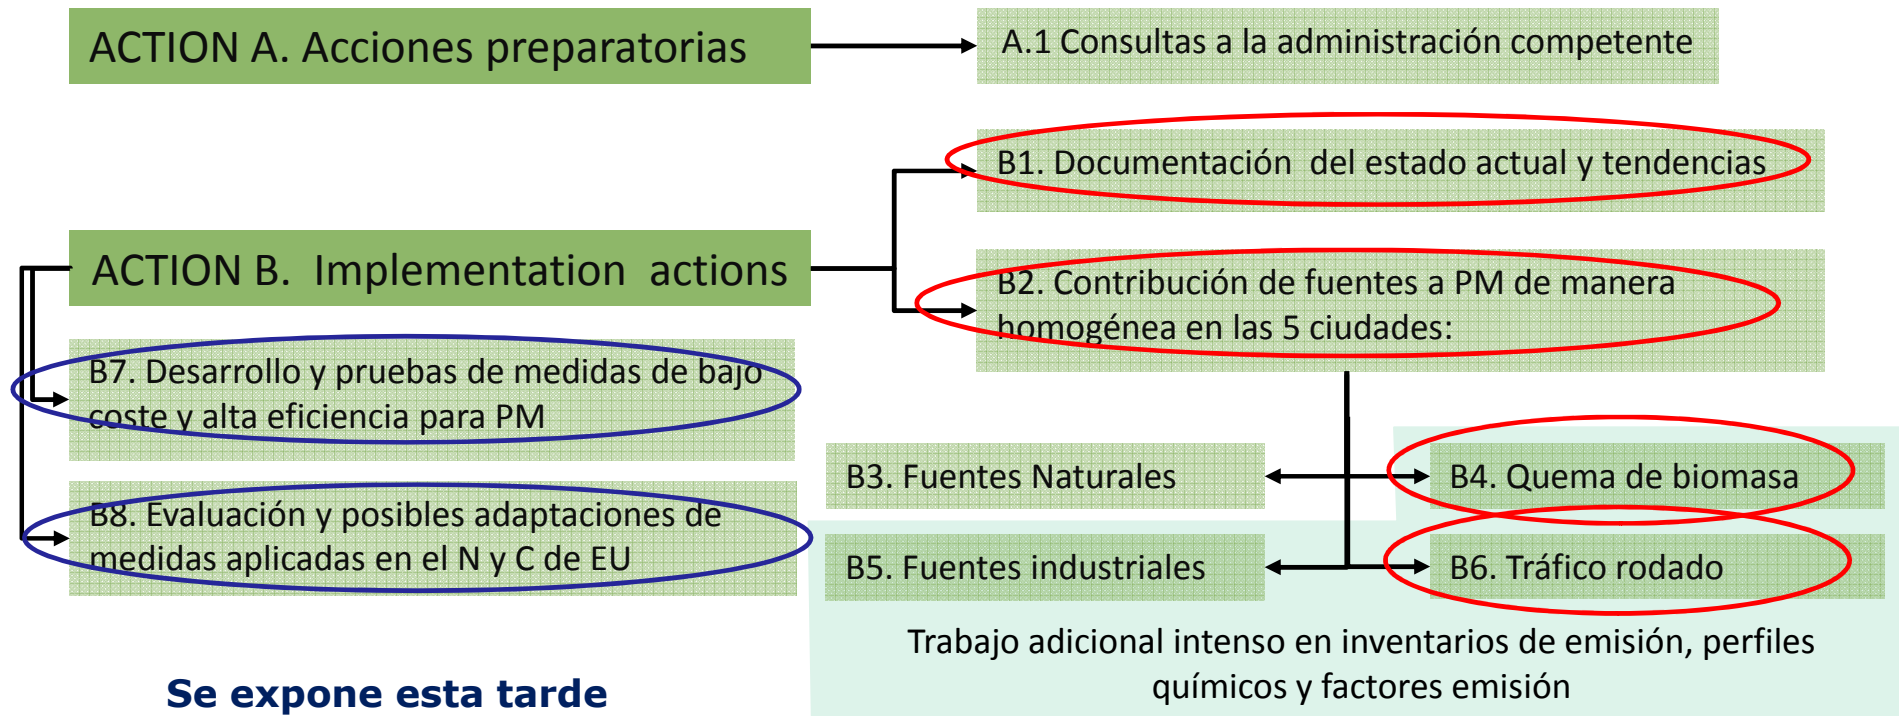 ACTION A. Acciones preparatorias
A.1 Consultas a la administración competente
B1. Documentación del estado actual y tendencias
ACTION B. Implementation actions
B2. Contribución de fuentes a PM de manera
homogénea en las 5 ciudades:
B7. Desarrollo y pruebas de medidas de bajo
coste y alta eficiencia para PM
B3. Fuentes Naturales
B4. Quema de biomasa
B8. Evaluación y posibles adaptaciones de
medidas aplicadas en el N y C de EU
B5. Fuentes industriales
B6. Tráfico rodado
Trabajo adicional intenso en inventarios de emisión, perfiles
químicos y factores emisión
Se expone esta tarde